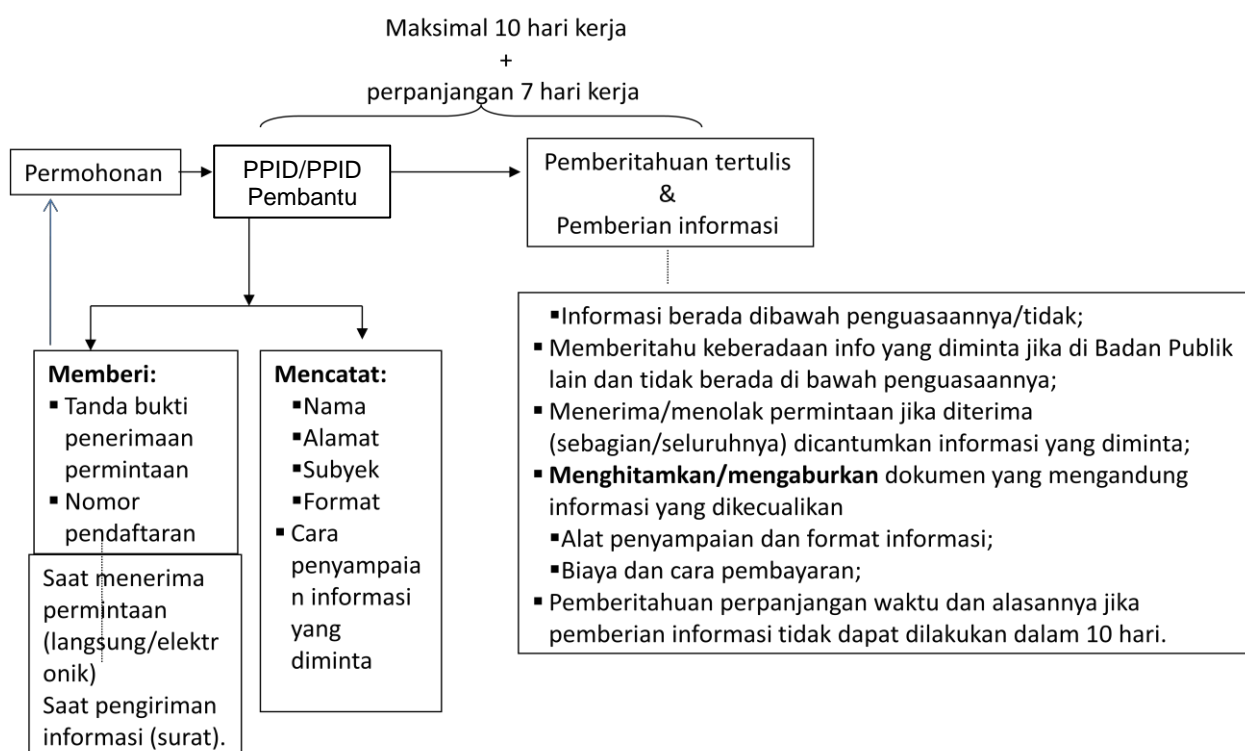 Maksimal 10 hari kerja
+
perpanjangan 7 hari kerja
Permohonan
PPID/PPID
Pembantu
Pemberitahuan tertulis
&
Pemberian informasi
Memberi:
▪ Tanda bukti
penerimaan
permintaan
▪ Nomor
pendaftaran
Saat menerima
permintaan
(langsung/elektr
onik)
Saat pengiriman
informasi (surat).
Mencatat:
▪Nama
▪Alamat
▪Subyek
▪Format
▪ Cara
penyampaia
n informasi
yang
diminta
▪Informasi berada dibawah penguasaannya/tidak;
▪ Memberitahu keberadaan info yang diminta jika di Badan Publik
lain dan tidak berada di bawah penguasaannya;
▪ Menerima/menolak permintaan jika diterima
(sebagian/seluruhnya) dicantumkan informasi yang diminta;
▪ Menghitamkan/mengaburkan dokumen yang mengandung
informasi yang dikecualikan
▪Alat penyampaian dan format informasi;
▪Biaya dan cara pembayaran;
▪ Pemberitahuan perpanjangan waktu dan alasannya jika
pemberian informasi tidak dapat dilakukan dalam 10 hari.